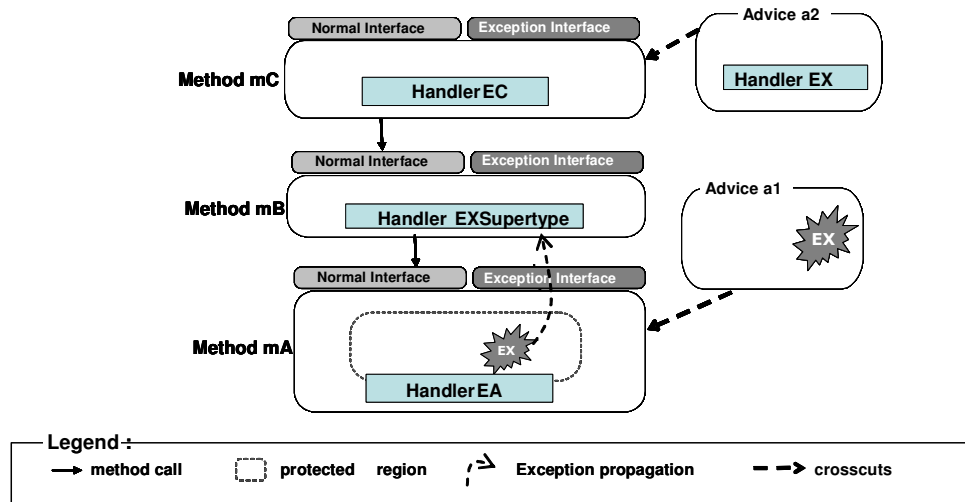 Normal Interface
Exception Interface
Advice a2
Method mC
Handler EC
Handler EX
Normal Interface
Exception Interface
Method mB
Handler EXSupertype
Advice a1
EX
Normal Interface
Exception Interface
Method mA
EX
Handler EA
Legend :
method call
protected region
Exception propagation
crosscuts